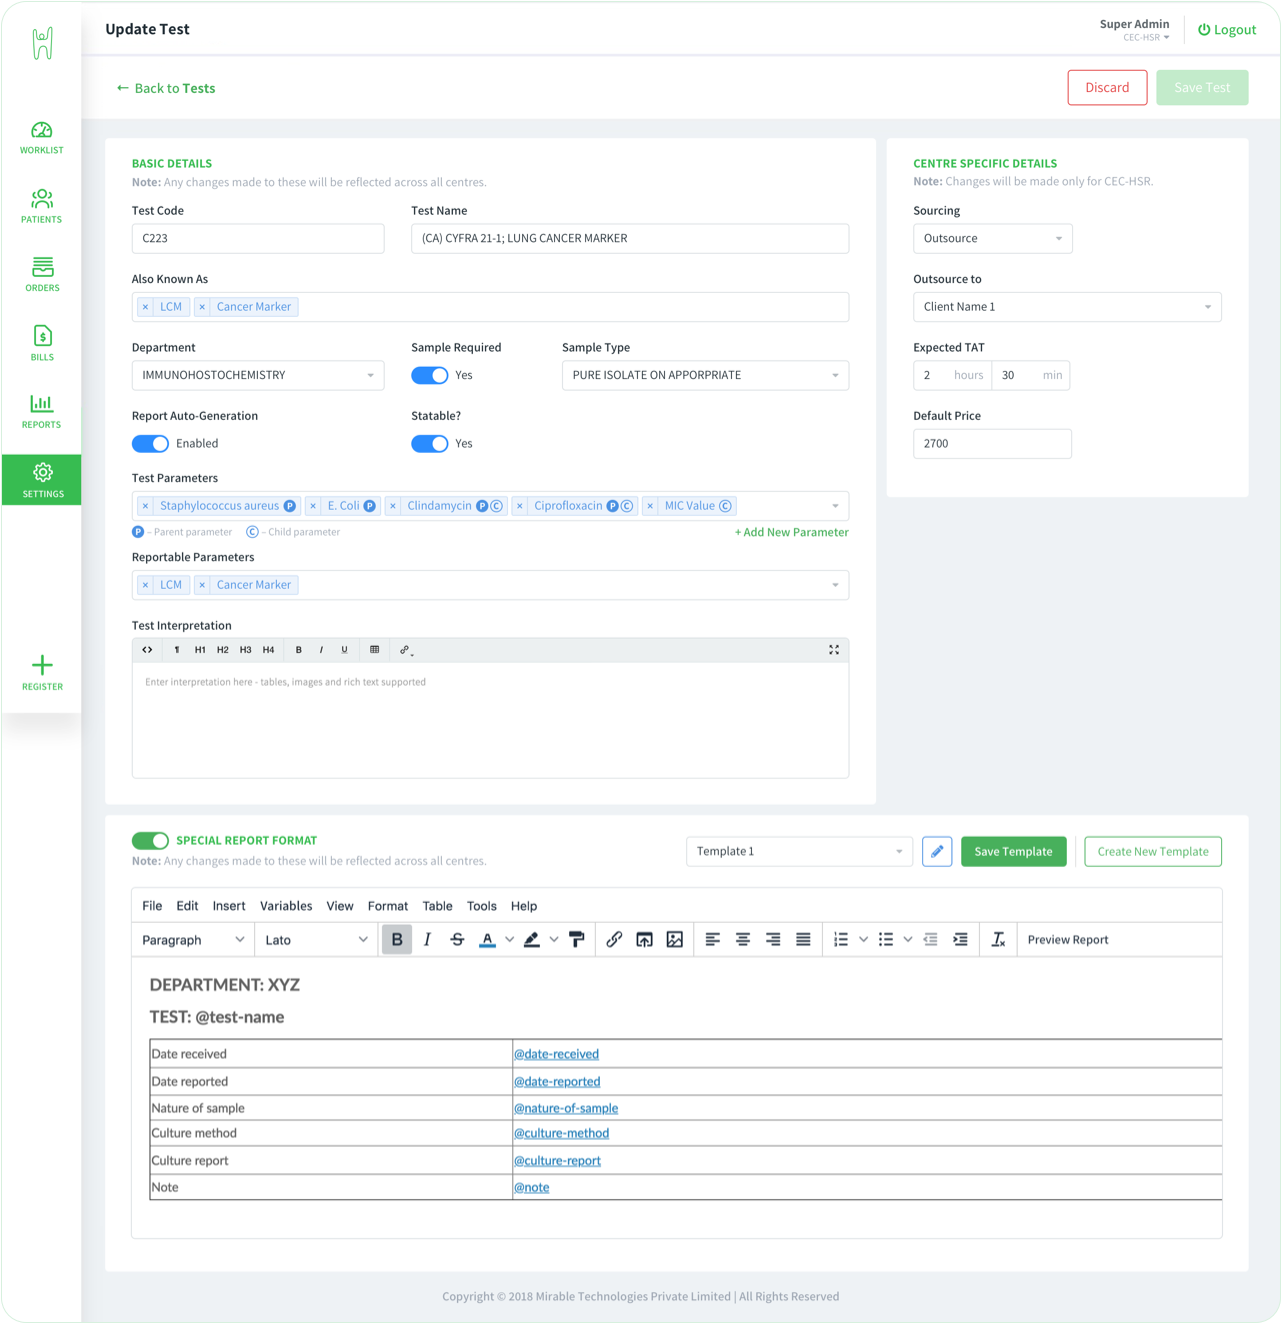 Update Test
Super Admin
CEC-HSR
Logout
← Back to Tests
Discard
Save Test
WORKLIST
PATIENTS
ORDERS
BILLS
REPORTS
SETTINGS
REGISTER
BASIC DETAILS
Note: Any changes made to these will be reflected across all centres.
Test Code
Test Name
C223
(CA) CYFRA 21-1; LUNG CANCER MARKER
Also Known As
× LCM × Cancer Marker
Department
Sample Required
Sample Type
IMMUNOHOSTOCHEMISTRY
Yes
PURE ISOLATE ON APPORPRIATE
Report Auto-Generation
Statable?
Enabled
Yes
Test Parameters
× Staphylococcus aureus P × E. Coli P × Clindamycin P C × Ciprofloxacin P C × MIC Value C
P – Parent parameter C – Child parameter
+ Add New Parameter
Reportable Parameters
× LCM × Cancer Marker
Test Interpretation
<> ¶ H1 H2 H3 H4 B I U
Enter interpretation here - tables, images and rich text supported
CENTRE SPECIFIC DETAILS
Note: Changes will be made only for CEC-HSR.
Sourcing
Outsource
Outsource to
Client Name 1
Expected TAT
2 hours 30 min
Default Price
2700
SPECIAL REPORT FORMAT
Note: Any changes made to these will be reflected across all centres.
Template 1
Save Template
Create New Template
File Edit Insert Variables View Format Table Tools Help
Paragraph Lato B I S A Preview Report
DEPARTMENT: XYZ
TEST: @test-name
Date received @date-received
Date reported @date-reported
Nature of sample @nature-of-sample
Culture method @culture-method
Culture report @culture-report
Note @note
Copyright © 2018 Mirable Technologies Private Limited | All Rights Reserved